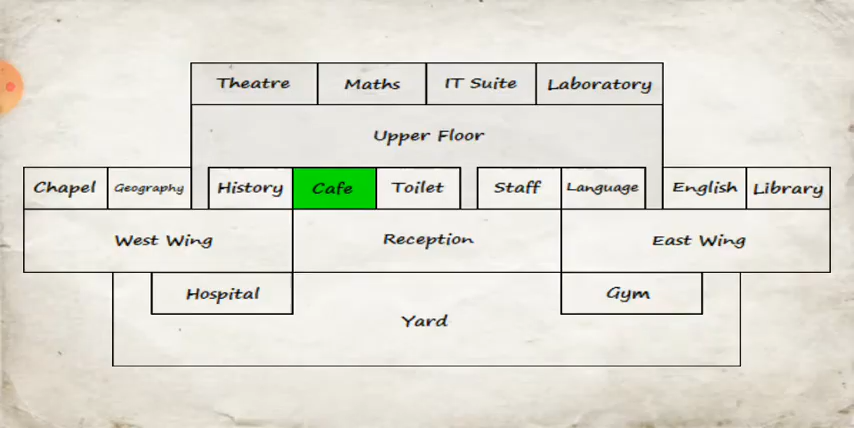 Theatre Maths IT Suite Laboratory
Upper Floor
Chapel Geography History Cafe Toilet Staff Language English Library
West Wing Reception East Wing
Hospital Gym
Yard